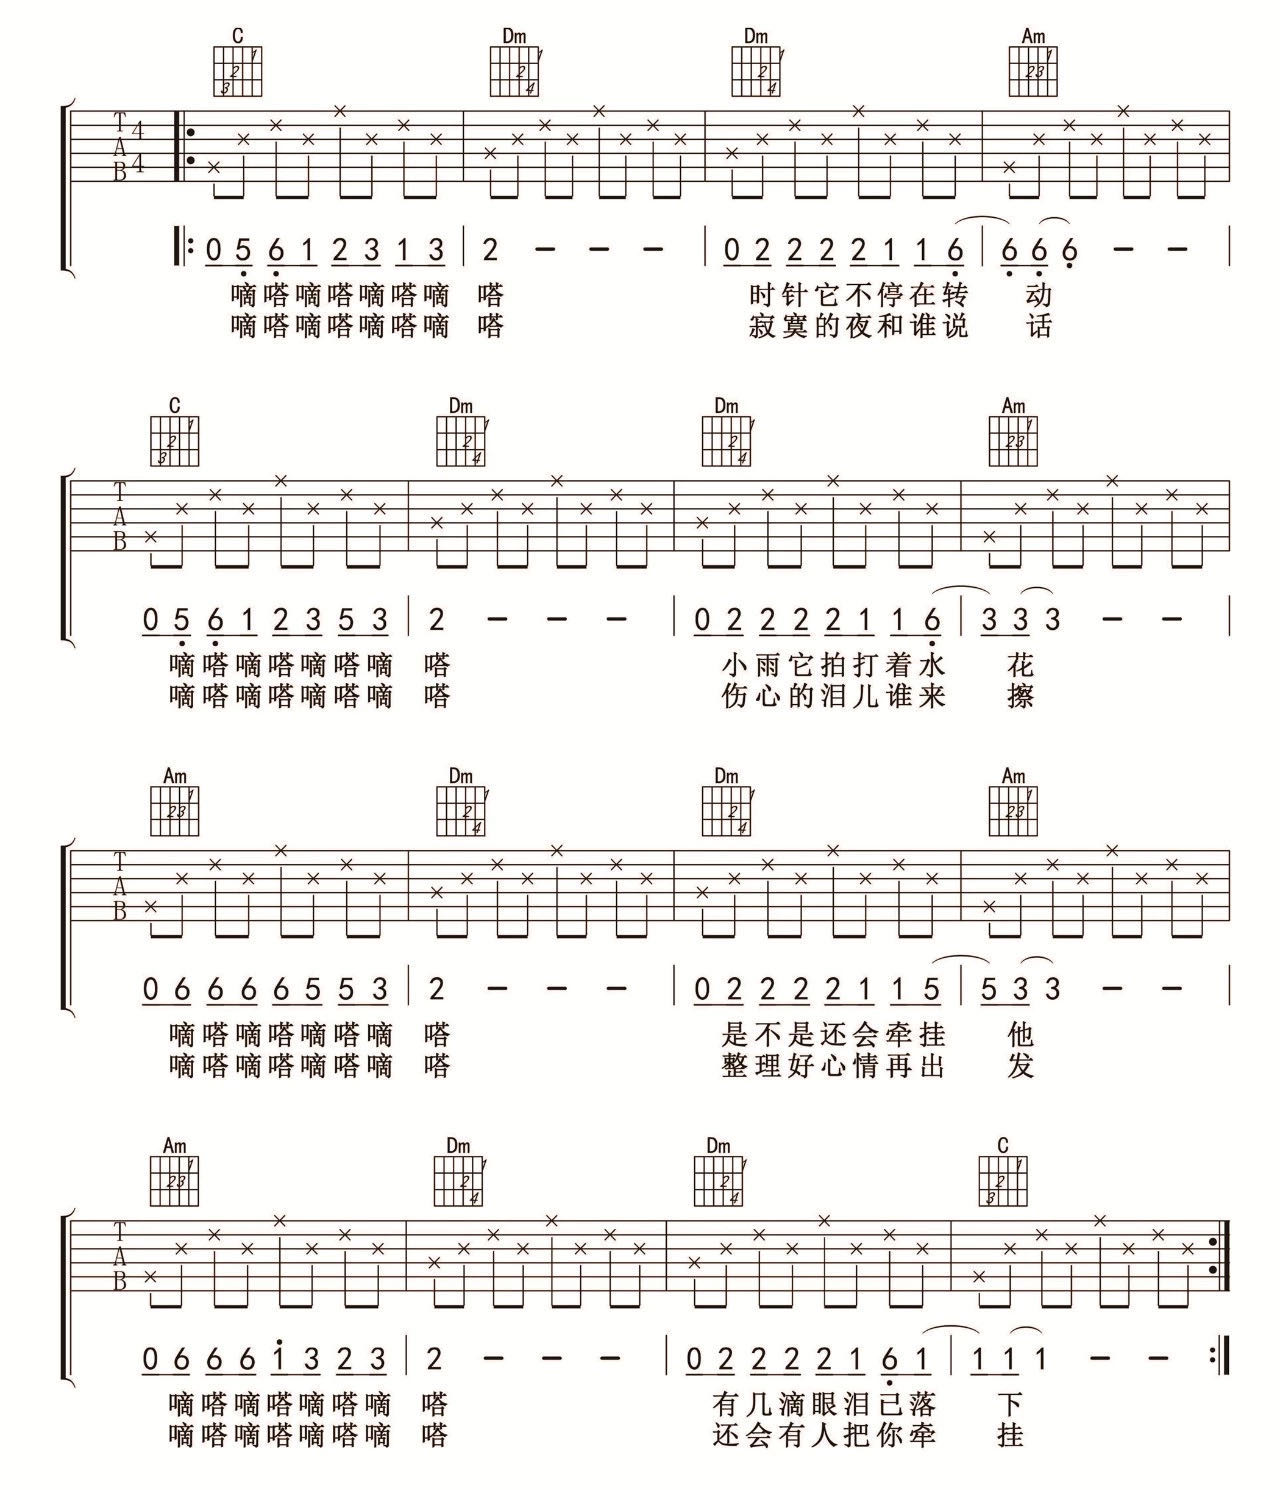 C Dm Dm Am
T A B 4 4
0 5 6 1 2 3 1 3 2 - - - 0 2 2 2 2 1 1 6 6 6 6 - -
嘀嗒嘀嗒嘀嗒嘀 嗒 时针它不停在转 动
嘀嗒嘀嗒嘀嗒嘀 嗒 寂寞的夜和谁说 话
C Dm Dm Am
T A B
0 5 6 1 2 3 5 3 2 - - - 0 2 2 2 2 1 1 6 3 3 3 - -
嘀嗒嘀嗒嘀嗒嘀 嗒 小雨它拍打着水 花
嘀嗒嘀嗒嘀嗒嘀 嗒 伤心的泪儿谁来 擦
Am Dm Dm Am
T A B
0 6 6 6 6 5 5 3 2 - - - 0 2 2 2 2 1 1 5 5 3 3 - -
嘀嗒嘀嗒嘀嗒嘀 嗒 是不是还会牵挂 他
嘀嗒嘀嗒嘀嗒嘀 嗒 整理好心情再出 发
Am Dm Dm C
T A B
0 6 6 6 1 3 2 3 2 - - - 0 2 2 2 2 1 6 1 1 1 1 - -
嘀嗒嘀嗒嘀嗒嘀 嗒 有几滴眼泪已落 下
嘀嗒嘀嗒嘀嗒嘀 嗒 还会有人把你牵 挂